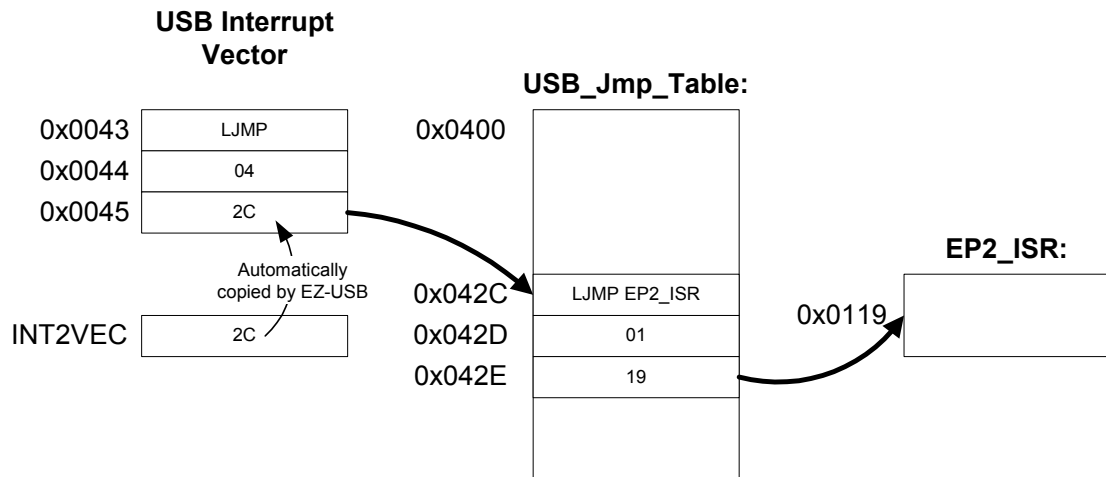 USB Interrupt
Vector
0x0043
LJMP
0x0044
04
0x0045
2C
Automatically
copied by EZ-USB
INT2VEC
2C
USB_Jmp_Table:
0x0400
0x042C
LJMP EP2_ISR
0x042D
01
0x042E
19
EP2_ISR:
0x0119